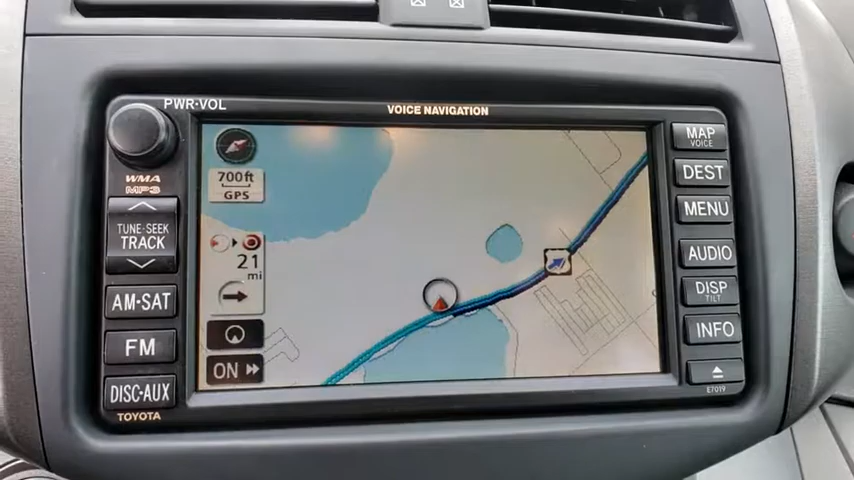 PWR·VOL
VOICE NAVIGATION
WMA
MP3
TUNE·SEEK
TRACK
AM·SAT
FM
DISC·AUX
TOYOTA
700ft
GPS
21
mi
ON
MAP
VOICE
DEST
MENU
AUDIO
DISP
TILT
INFO
E7019